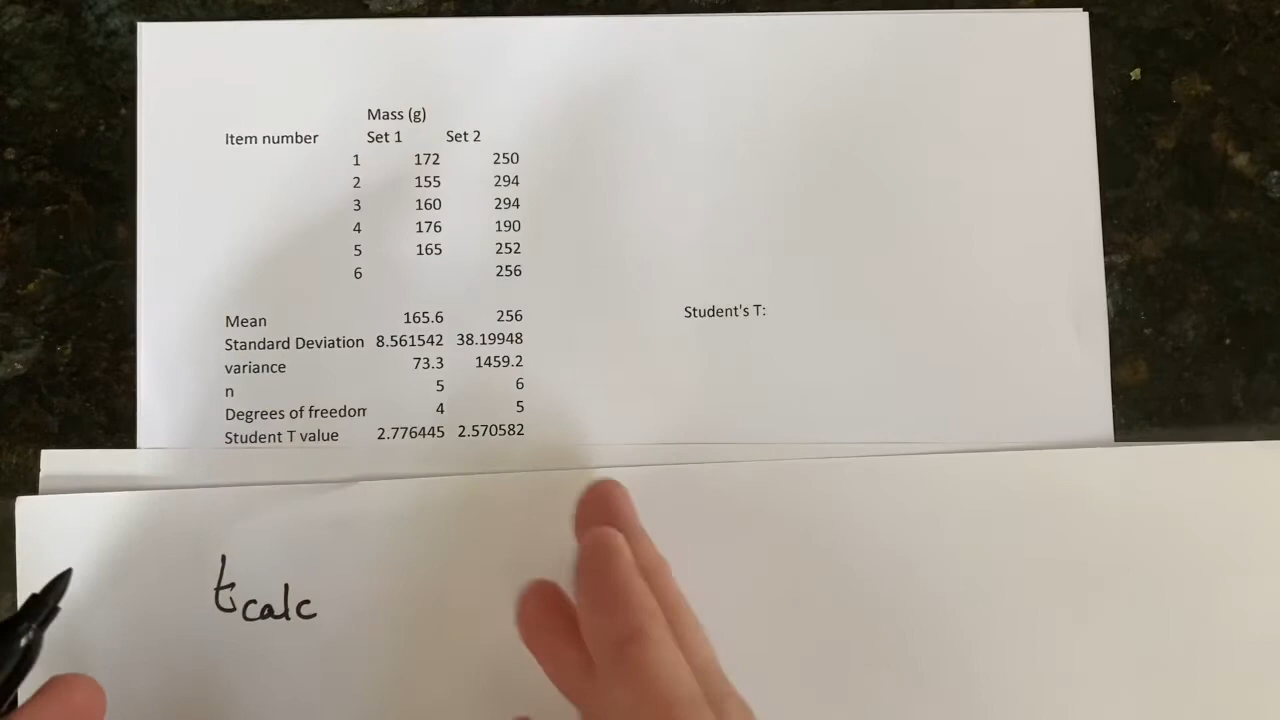 Mass (g)
Item number Set 1 Set 2
1 172 250
2 155 294
3 160 294
4 176 190
5 165 252
6 256
Mean 165.6 256
Student's T:
Standard Deviation 8.561542 38.19948
variance 73.3 1459.2
n 5 6
Degrees of freedom 4 5
Student T value 2.776445 2.570582
tcalc